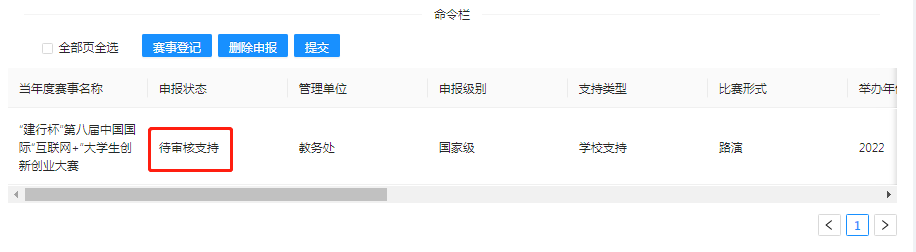 命令栏
全部页全选 赛事登记 删除申报 提交
当年度赛事名称 申报状态 管理单位 申报级别 支持类型 比赛形式 举办年
“建行杯”第八届中国国
际“互联网+”大学生创
新创业大赛
待审核支持 教务处 国家级 学校支持 路演 2022
1